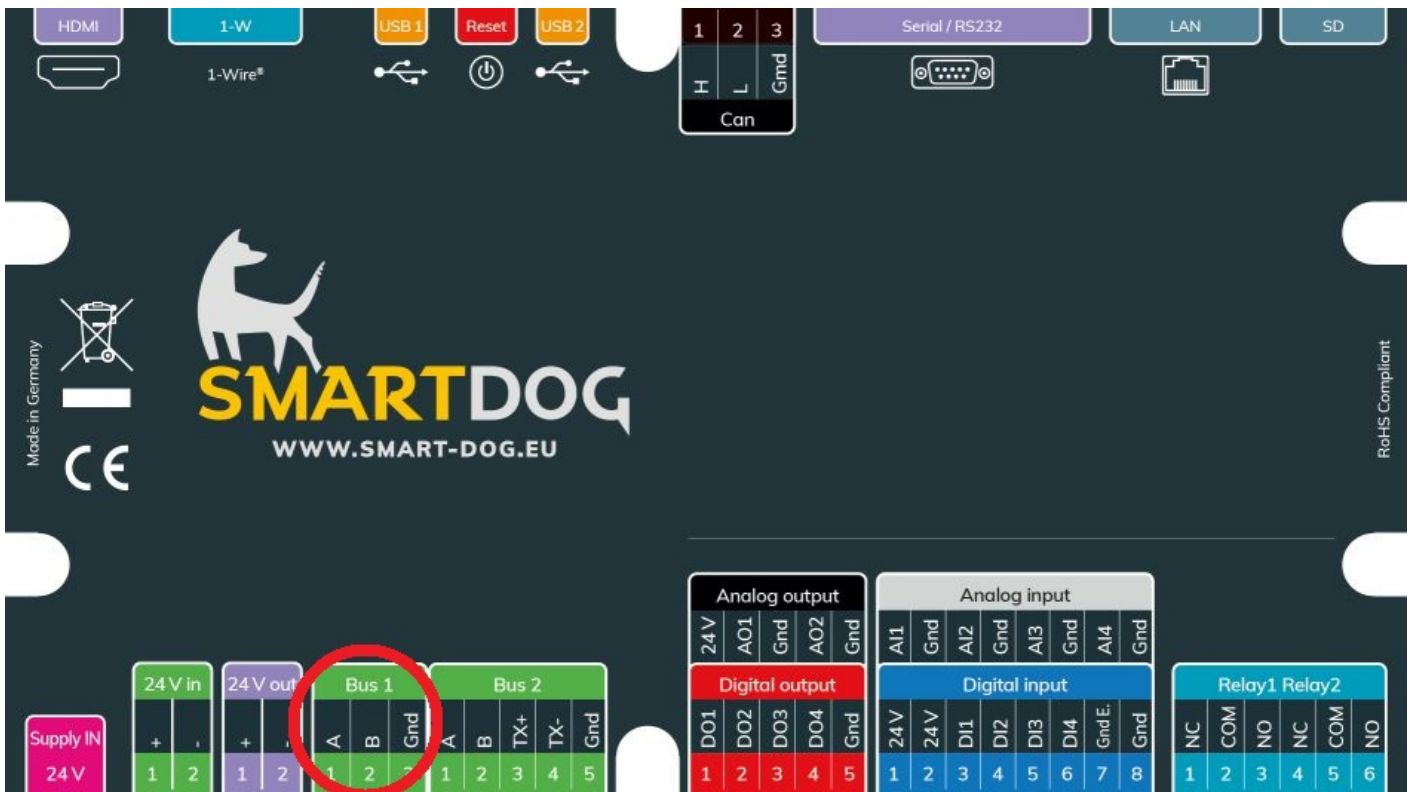 HDMI
1-W
USB 1
Reset
USB 2
1 2 3
Serial / RS232
LAN
SD
1-Wire®
H L Gmd
Can
Made in Germany
RoHS Compliant
SMARTDOG
WWW.SMART-DOG.EU
CE
Analog output
24 V AO1 Gnd AO2 Gnd
Analog input
AI1 Gnd AI2 Gnd AI3 Gnd AI4 Gnd
Supply IN
24 V
24 V in
+ -
1 2
24 V out
+ -
1 2
Bus 1
A B Gnd
1 2 3
Bus 2
A B TX+ TX- Gnd
1 2 3 4 5
Digital output
DO1 DO2 DO3 DO4 Gnd
1 2 3 4 5
Digital input
24 V 24 V DI1 DI2 DI3 DI4 Gnd E. Gnd
1 2 3 4 5 6 7 8
Relay1 Relay2
NC COM NO NC COM NO
1 2 3 4 5 6